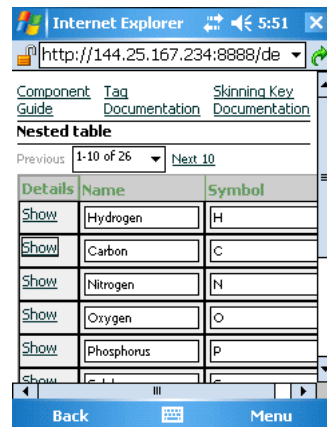 Internet Explorer 5:51
http://144.25.167.234:8888/de
Component Guide Tag Documentation Skinning Key Documentation
Nested table
Previous 1-10 of 26 Next 10
Details Name Symbol
Show Hydrogen H
Show Carbon C
Show Nitrogen N
Show Oxygen O
Show Phosphorus P
Show
Back Menu